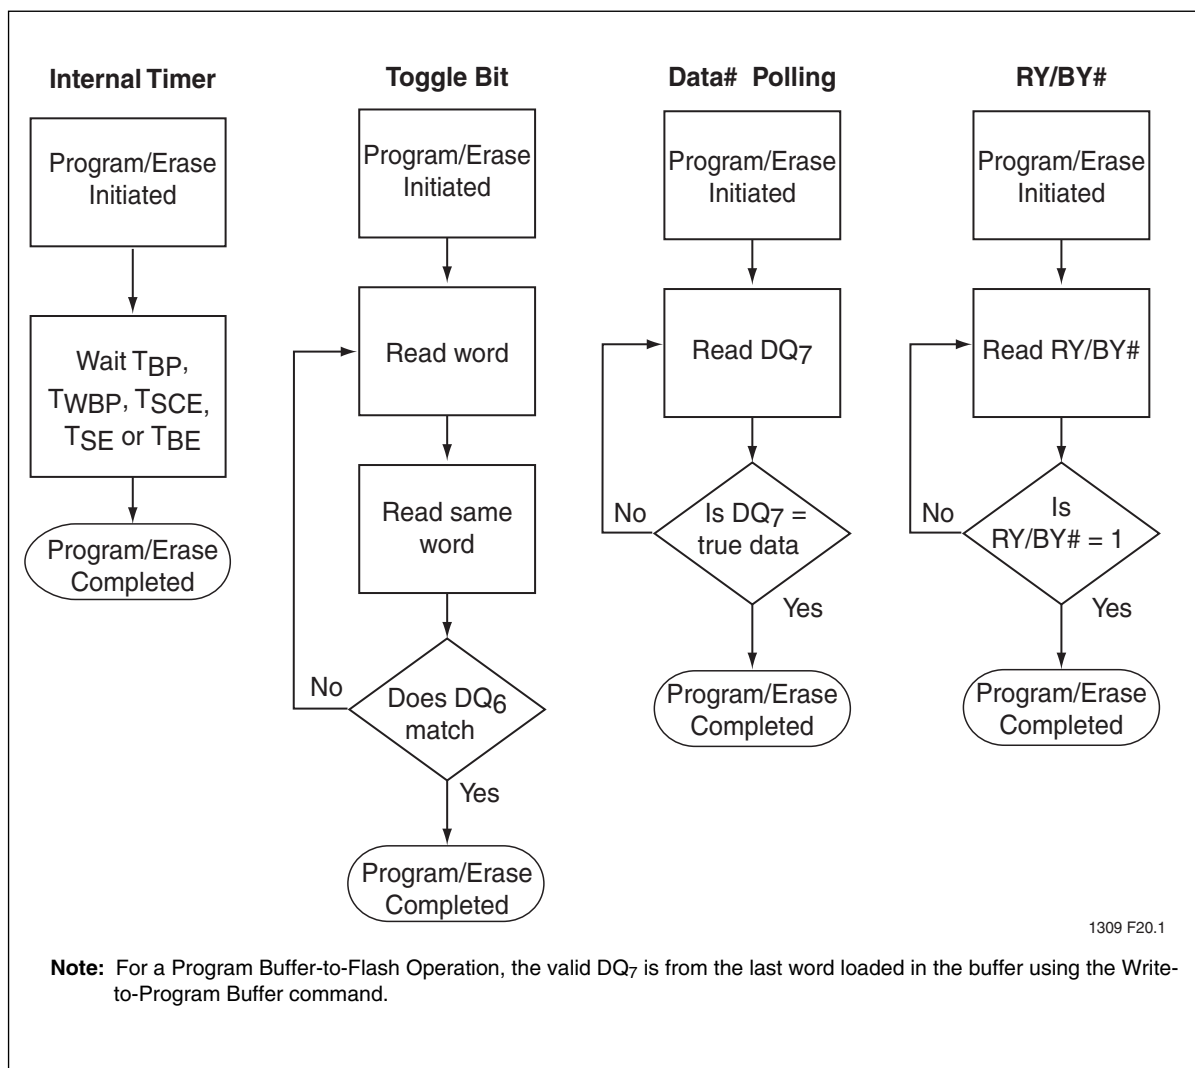 Internal Timer
Program/Erase
Initiated
Wait TBP,
TWBP, TSCE,
TSE or TBE
Program/Erase
Completed
Toggle Bit
Program/Erase
Initiated
Read word
Read same
word
No
Does DQ6
match
Yes
Program/Erase
Completed
Data# Polling
Program/Erase
Initiated
Read DQ7
No
Is DQ7 =
true data
Yes
Program/Erase
Completed
RY/BY#
Program/Erase
Initiated
Read RY/BY#
No
Is
RY/BY# = 1
Yes
Program/Erase
Completed
1309 F20.1
Note: For a Program Buffer-to-Flash Operation, the valid DQ7 is from the last word loaded in the buffer using the Write-
to-Program Buffer command.